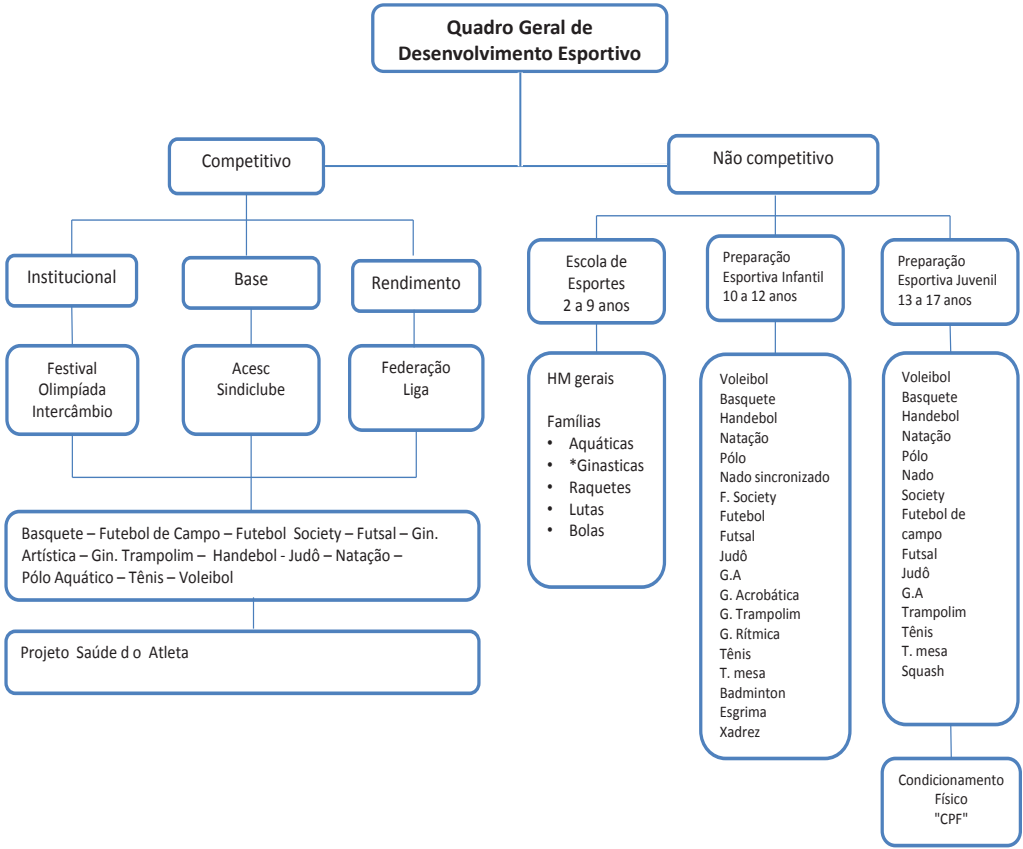 Quadro Geral de
Desenvolvimento Esportivo
Competitivo
Não competitivo
Institucional
Base
Rendimento
Escola de
Esportes
2 a 9 anos
Preparação
Esportiva Infantil
10 a 12 anos
Preparação
Esportiva Juvenil
13 a 17 anos
Festival
Olimpíada
Intercâmbio
Acesc
Sindiclube
Federação
Liga
HM gerais
Famílias
• Aquáticas
• *Ginasticas
• Raquetes
• Lutas
• Bolas
Voleibol
Basquete
Handebol
Natação
Pólo
Nado sincronizado
F. Society
Futebol
Futsal
Judô
G.A
G. Acrobática
G. Trampolim
G. Rítmica
Tênis
T. mesa
Badminton
Esgrima
Xadrez
Voleibol
Basquete
Handebol
Natação
Pólo
Nado
Society
Futebol de
campo
Futsal
Judô
G.A
Trampolim
Tênis
T. mesa
Squash
Basquete – Futebol de Campo – Futebol Society – Futsal – Gin.
Artística – Gin. Trampolim – Handebol - Judô – Natação –
Pólo Aquático – Tênis – Voleibol
Projeto Saúde d o Atleta
Condicionamento
Físico
"CPF"